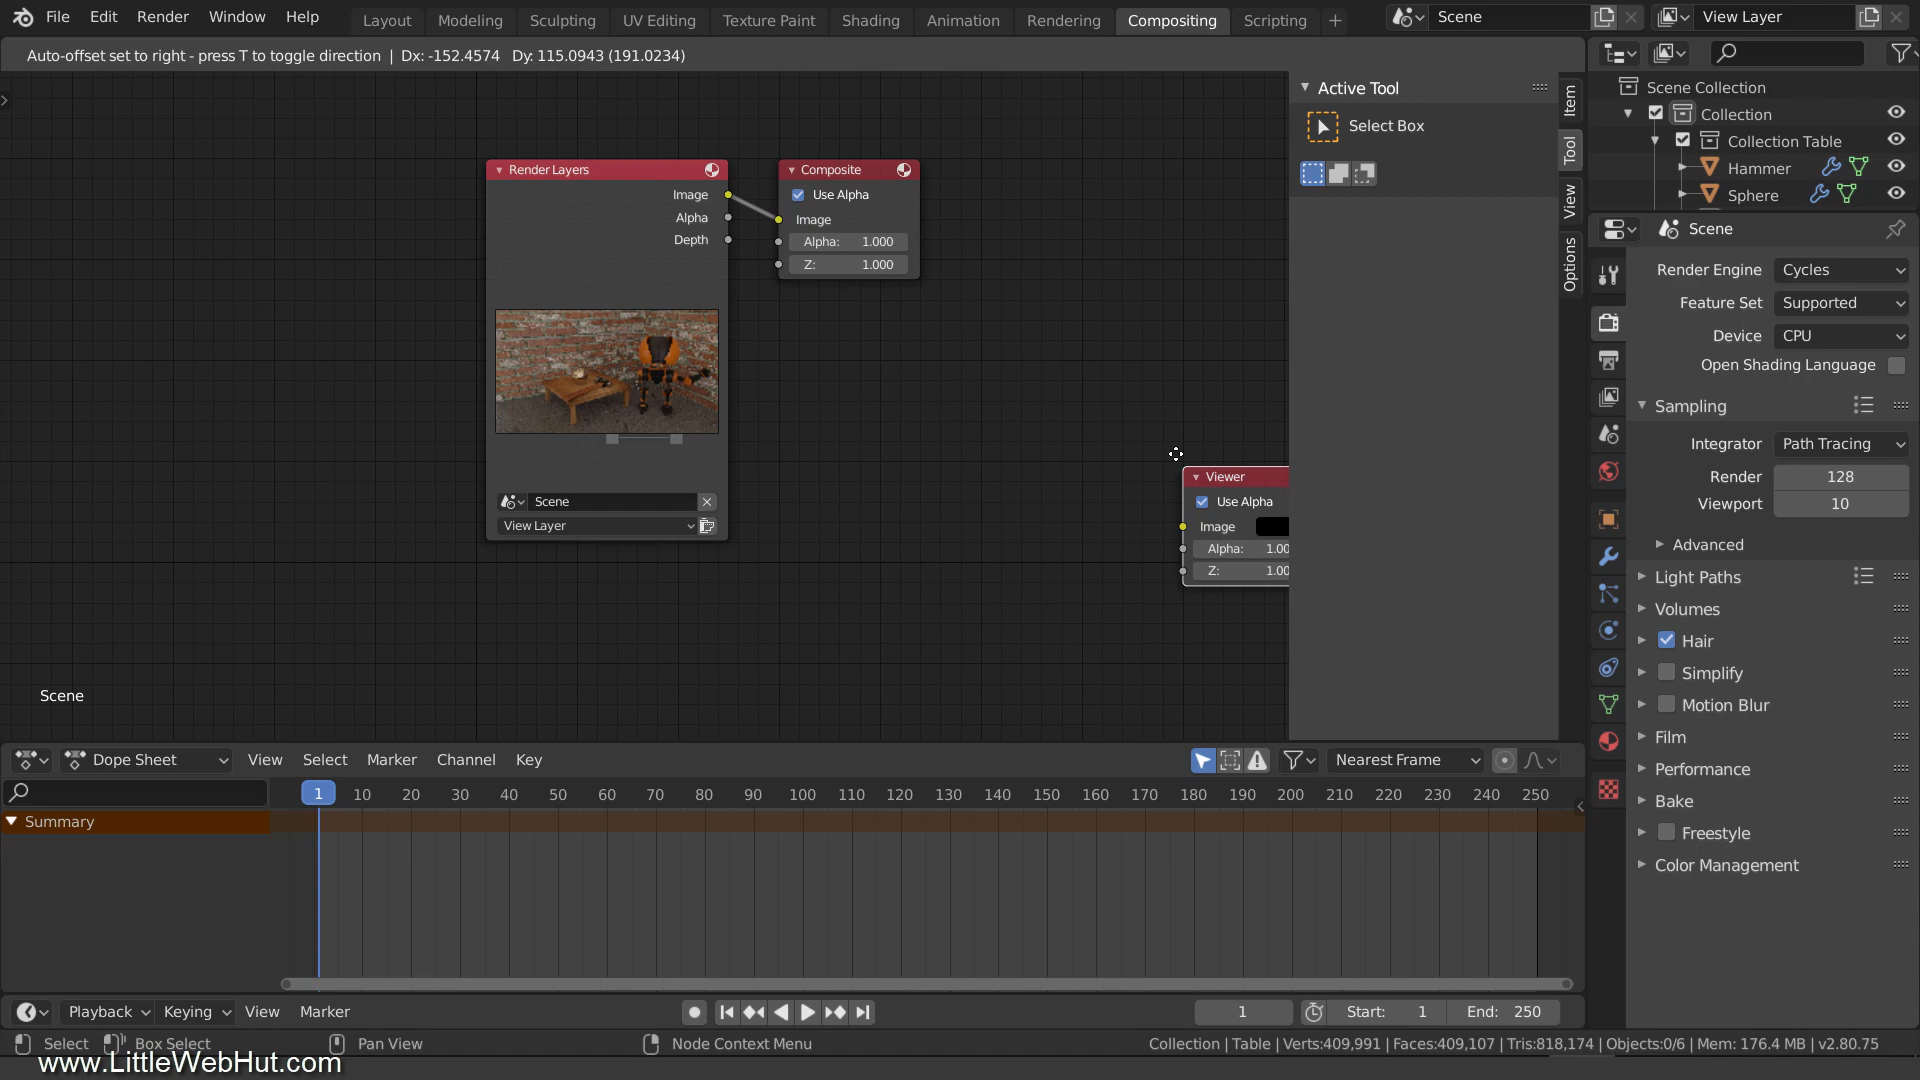 File Edit Render Window Help
Layout Modeling Sculpting UV Editing Texture Paint Shading Animation Rendering Compositing Scripting +
Scene
View Layer
Auto-offset set to right - press T to toggle direction | Dx: -152.4574 Dy: 115.0943 (191.0234)
Render Layers
Image
Alpha
Depth
Scene
View Layer
Composite
Use Alpha
Image
Alpha: 1.000
Z: 1.000
Viewer
Use Alpha
Image
Alpha: 1.00
Z: 1.00
Scene
Active Tool
Select Box
Item
Tool
View
Options
Scene Collection
Collection
Collection Table
Hammer
Sphere
Scene
Render Engine Cycles
Feature Set Supported
Device CPU
Open Shading Language
Sampling
Integrator Path Tracing
Render 128
Viewport 10
Advanced
Light Paths
Volumes
Hair
Simplify
Motion Blur
Film
Performance
Bake
Freestyle
Color Management
Dope Sheet View Select Marker Channel Key
Nearest Frame
1 10 20 30 40 50 60 70 80 90 100 110 120 130 140 150 160 170 180 190 200 210 220 230 240 250
Summary
Playback Keying View Marker
1 Start: 1 End: 250
Select Box Select Pan View Node Context Menu
Collection | Table | Verts:409,991 | Faces:409,107 | Tris:818,174 | Objects:0/6 | Mem: 176.4 MB | v2.80.75
www.LittleWebHut.com